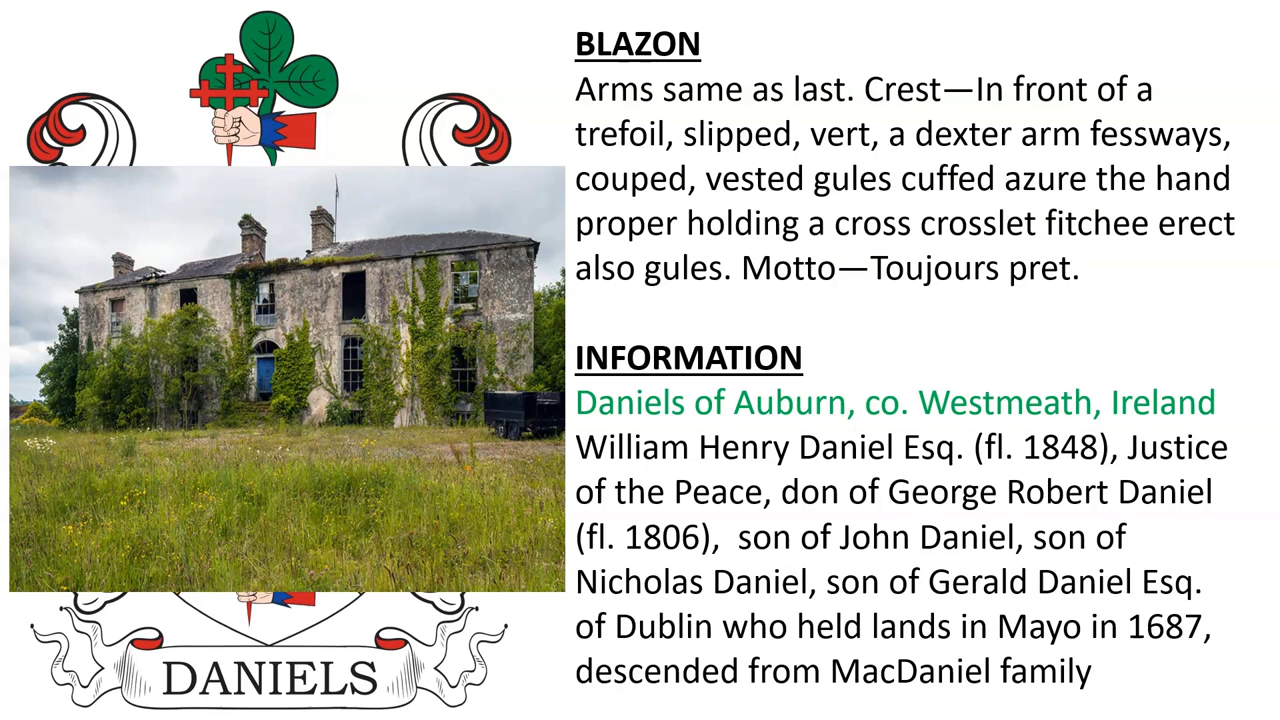 BLAZON
Arms same as last. Crest—In front of a
trefoil, slipped, vert, a dexter arm fessways,
couped, vested gules cuffed azure the hand
proper holding a cross crosslet fitchee erect
also gules. Motto—Toujours pret.
INFORMATION
Daniels of Auburn, co. Westmeath, Ireland
William Henry Daniel Esq. (fl. 1848), Justice
of the Peace, don of George Robert Daniel
(fl. 1806),  son of John Daniel, son of
Nicholas Daniel, son of Gerald Daniel Esq.
of Dublin who held lands in Mayo in 1687,
descended from MacDaniel family
DANIELS